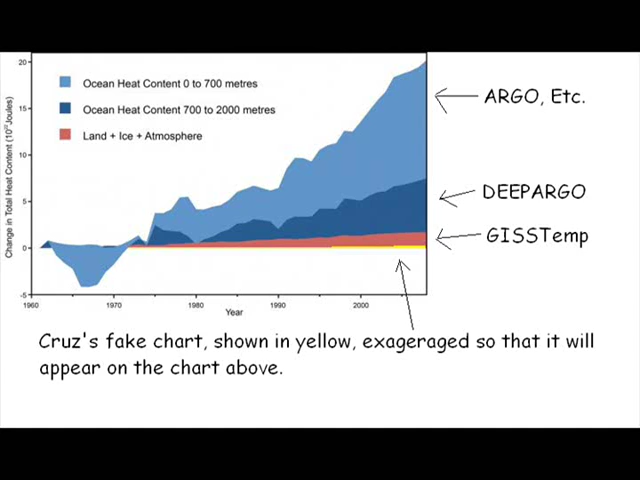 20
15
10
5
0
-5
Change in Total Heat Content (10²¹Joules)
Ocean Heat Content 0 to 700 metres
Ocean Heat Content 700 to 2000 metres
Land + Ice + Atmosphere
ARGO, Etc.
DEEPARGO
GISSTemp
1960 1970 1980 1990 2000
Year
Cruz's fake chart, shown in yellow, exageraged so that it will
appear on the chart above.